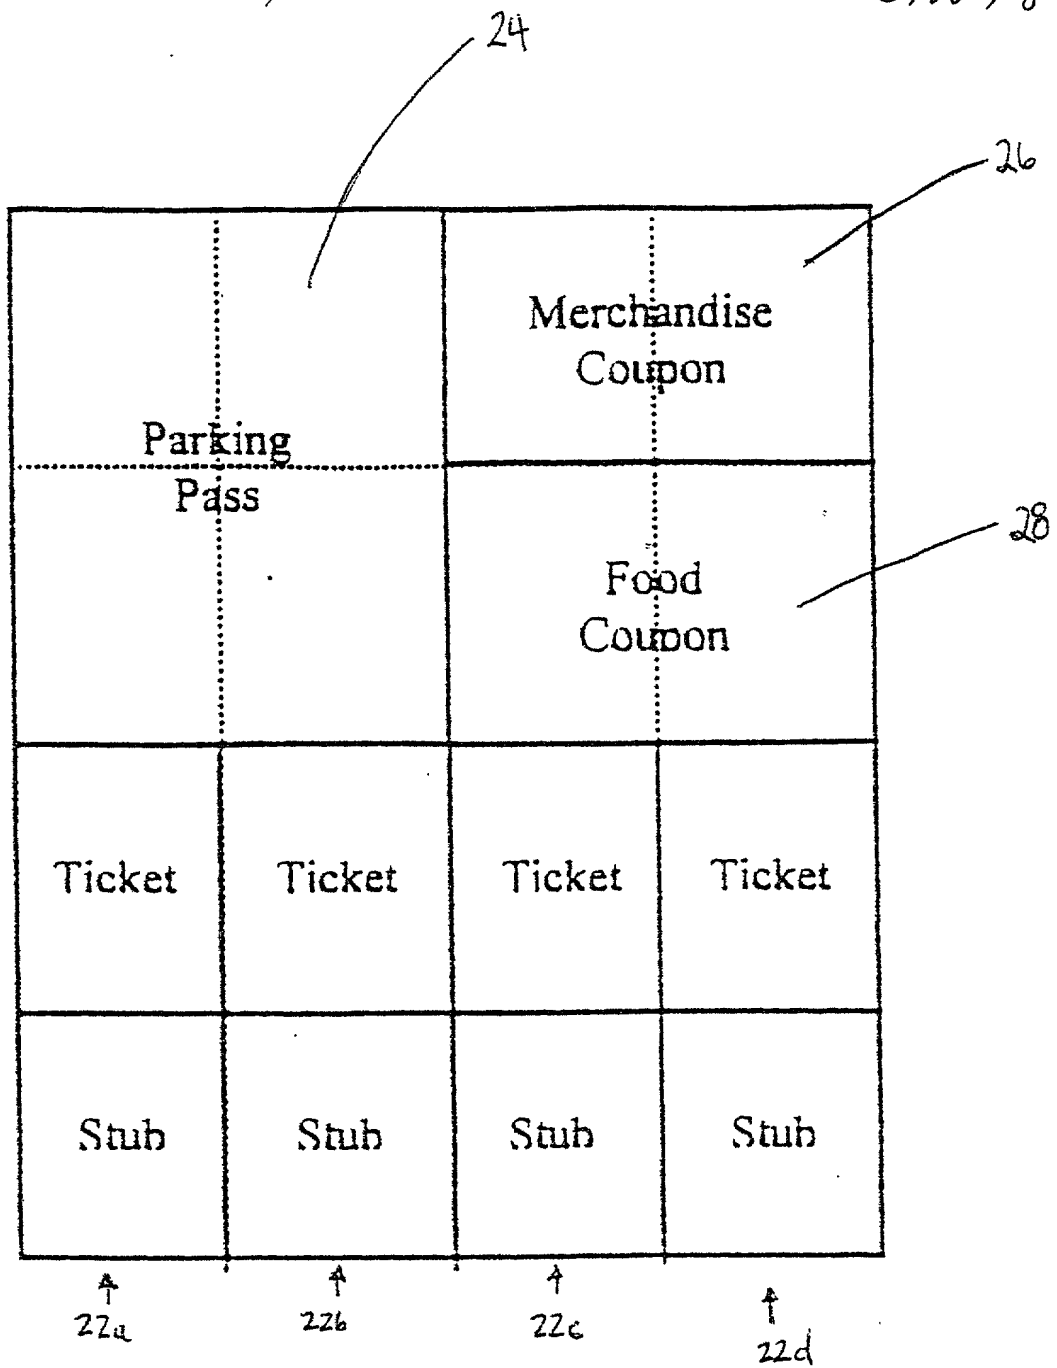 24
26
Merchandise
Coupon
Parking
Pass
28
Food
Coupon
Ticket Ticket Ticket Ticket
Stub Stub Stub Stub
22a 22b 22c 22d